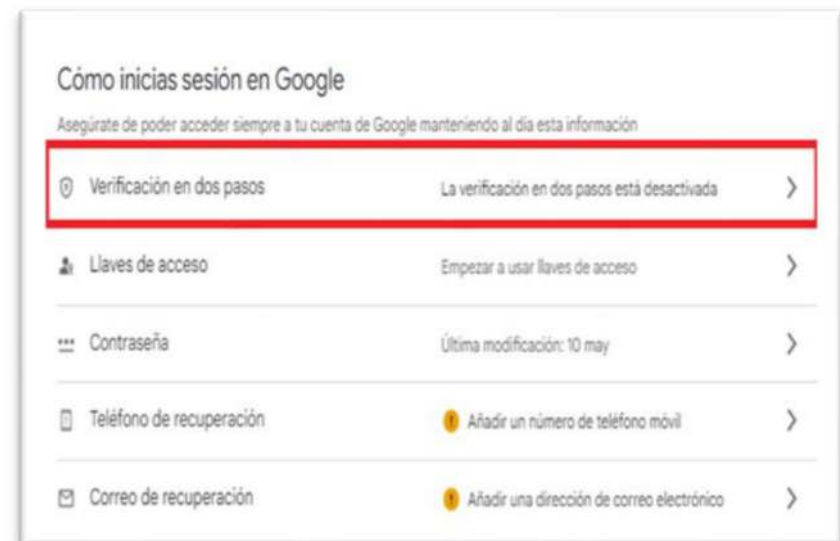 Cómo inicias sesión en Google
Asegúrate de poder acceder siempre a tu cuenta de Google manteniendo al día esta información
Verificación en dos pasos La verificación en dos pasos está desactivada
Llaves de acceso Empezar a usar llaves de acceso
Contraseña Última modificación: 10 may
Teléfono de recuperación Añadir un número de teléfono móvil
Correo de recuperación Añadir una dirección de correo electrónico